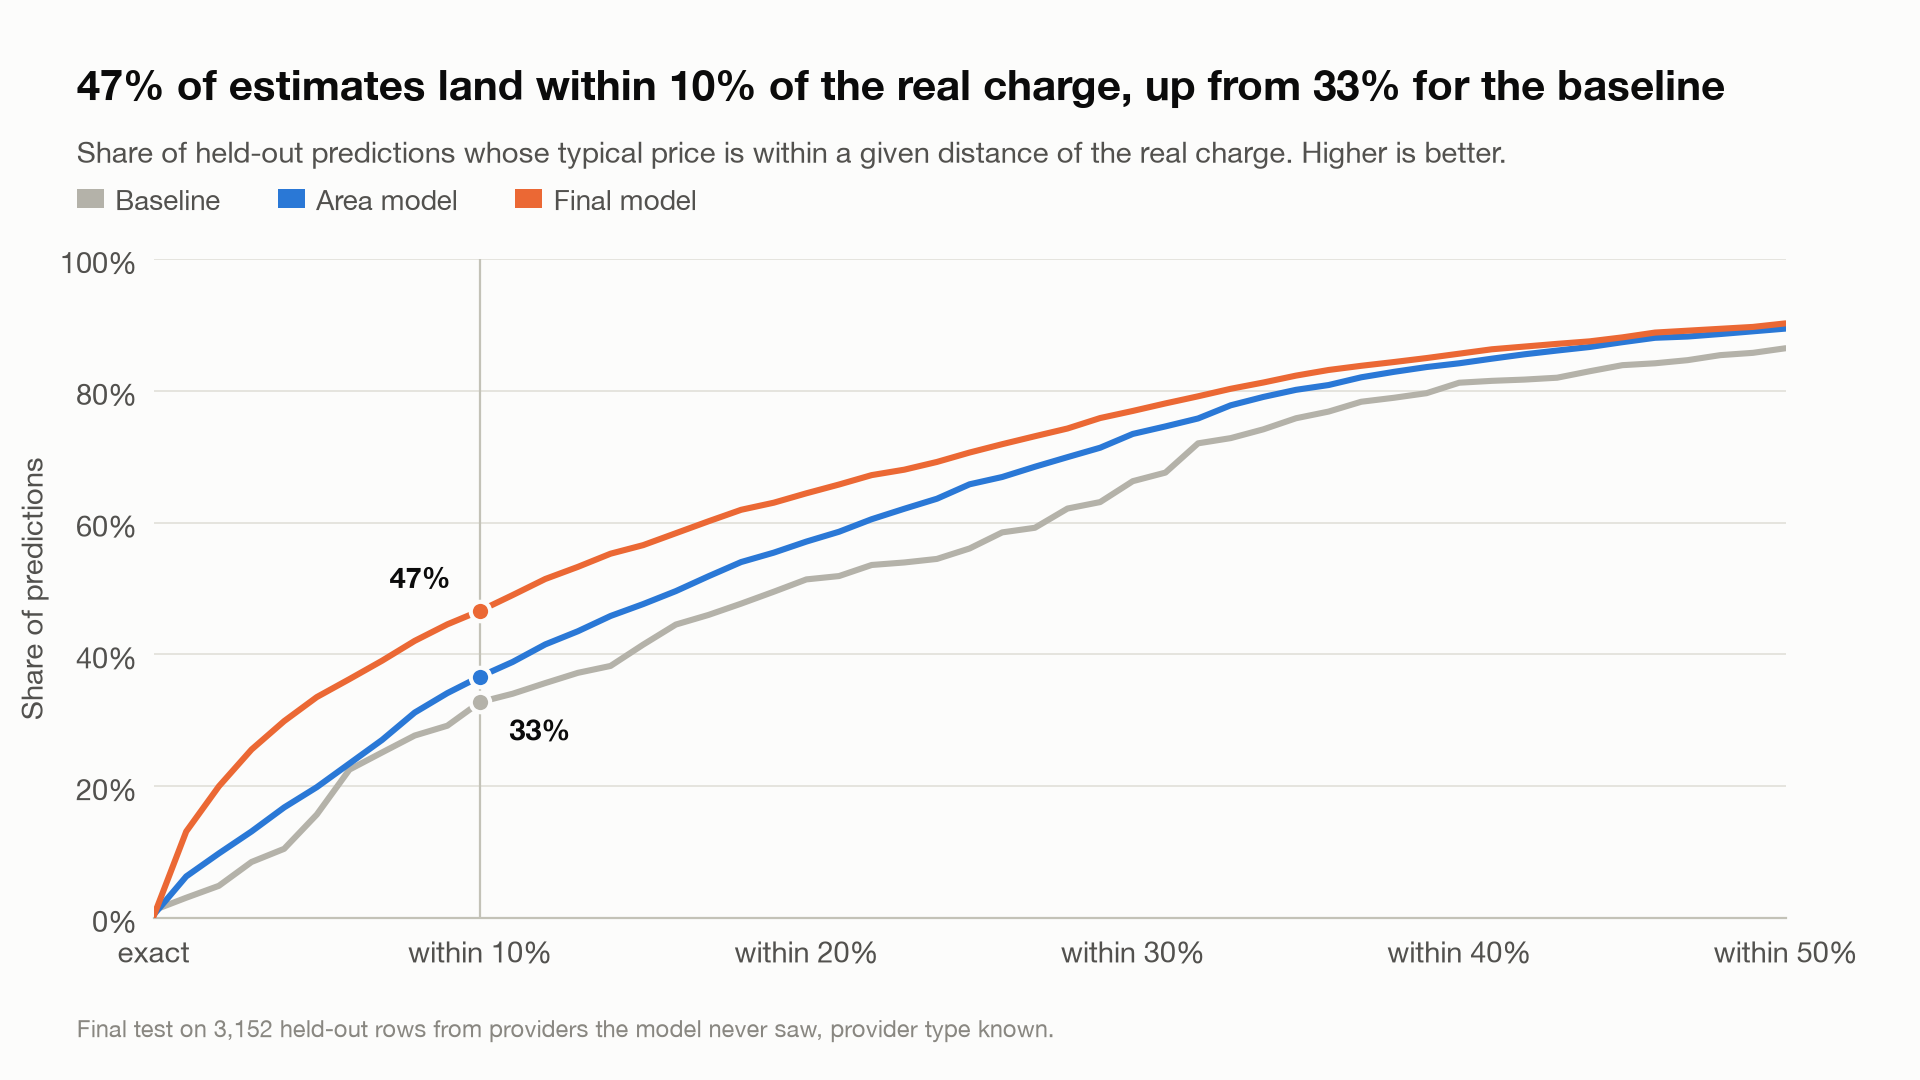 47% of estimates land within 10% of the real charge, up from 33% for the baseline
Share of held-out predictions whose typical price is within a given distance of the real charge. Higher is better.
Baseline Area model Final model
100%
80%
60%
40%
20%
0%
Share of predictions
47%
33%
exact within 10% within 20% within 30% within 40% within 50%
Final test on 3,152 held-out rows from providers the model never saw, provider type known.